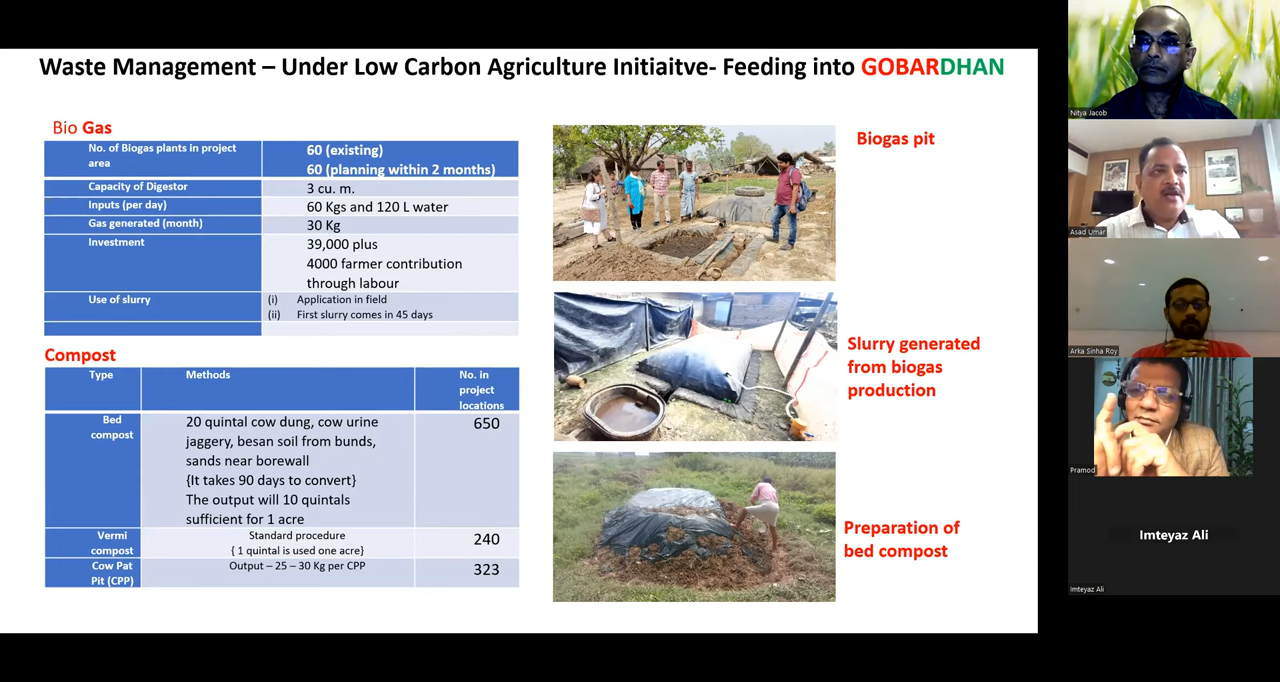 Waste Management – Under Low Carbon Agriculture Initiaitve- Feeding into GOBARDHAN
Bio Gas
No. of Biogas plants in project
area
60 (existing)
60 (planning within 2 months)
Capacity of Digestor
3 cu. m.
Inputs (per day)
60 Kgs and 120 L water
Gas generated (month)
30 Kg
Investment
39,000 plus
4000 farmer contribution
through labour
Use of slurry
(i) Application in field
(ii) First slurry comes in 45 days
Compost
Type
Methods
No. in
project
locations
Bed
compost
20 quintal cow dung, cow urine
jaggery, besan soil from bunds,
sands near borewall
{It takes 90 days to convert}
The output will 10 quintals
sufficient for 1 acre
650
Vermi
compost
Standard procedure
{ 1 quintal is used one acre}
240
Cow Pat
Pit (CPP)
Output – 25 – 30 Kg per CPP
323
Biogas pit
Slurry generated
from biogas
production
Preparation of
bed compost
Nitya Jacob
Asad Umar
Arka Sinha Roy
Pramod
Imteyaz Ali
Imteyaz Ali